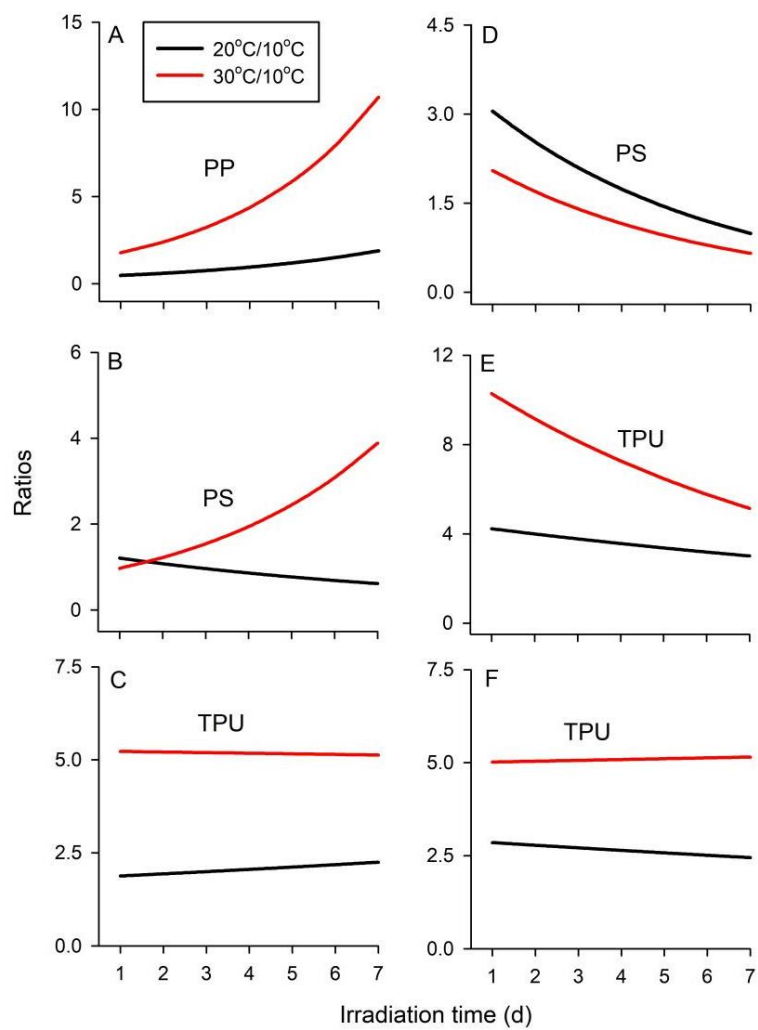 A
20°C/10°C
30°C/10°C
PP
15
10
5
0
D
PS
4.5
3.0
1.5
0.0
B
PS
6
4
2
0
E
TPU
12
8
4
0
Ratios
C
TPU
7.5
5.0
2.5
0.0
1 2 3 4 5 6 7
F
TPU
7.5
5.0
2.5
0.0
1 2 3 4 5 6 7
Irradiation time (d)